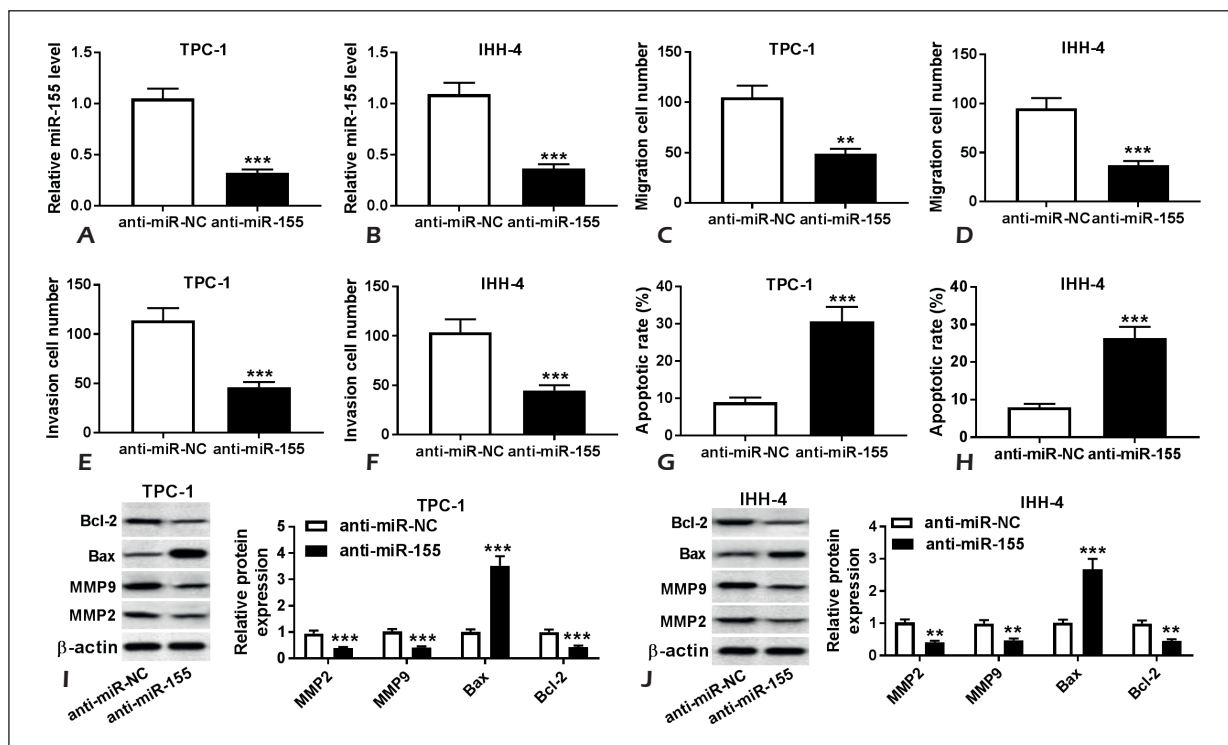 TPC-1
Relative miR-155 level
1.5
1.0
0.5
0.0
***
anti-miR-NC anti-miR-155
A
IHH-4
Relative miR-155 level
1.5
1.0
0.5
0.0
***
anti-miR-NC anti-miR-155
B
TPC-1
Migration cell number
150
100
50
0
**
anti-miR-NC anti-miR-155
C
IHH-4
Migration cell number
150
100
50
0
***
anti-miR-NC anti-miR-155
D
TPC-1
Invasion cell number
150
100
50
0
***
anti-miR-NC anti-miR-155
E
IHH-4
Invasion cell number
150
100
50
0
***
anti-miR-NC anti-miR-155
F
TPC-1
Apoptotic rate (%)
40
30
20
10
0
***
anti-miR-NC anti-miR-155
G
IHH-4
Apoptotic rate (%)
40
30
20
10
0
***
anti-miR-NC anti-miR-155
H
TPC-1
Bcl-2
Bax
MMP9
MMP2
β-actin
anti-miR-NC
anti-miR-155
I
TPC-1
Relative protein
expression
5
4
3
2
1
0
anti-miR-NC
anti-miR-155
*** *** *** ***
MMP2 MMP9 Bax Bcl-2
IHH-4
Bcl-2
Bax
MMP9
MMP2
β-actin
anti-miR-NC
anti-miR-155
J
IHH-4
Relative protein
expression
4
3
2
1
0
anti-miR-NC
anti-miR-155
** ** *** **
MMP2 MMP9 Bax Bcl-2